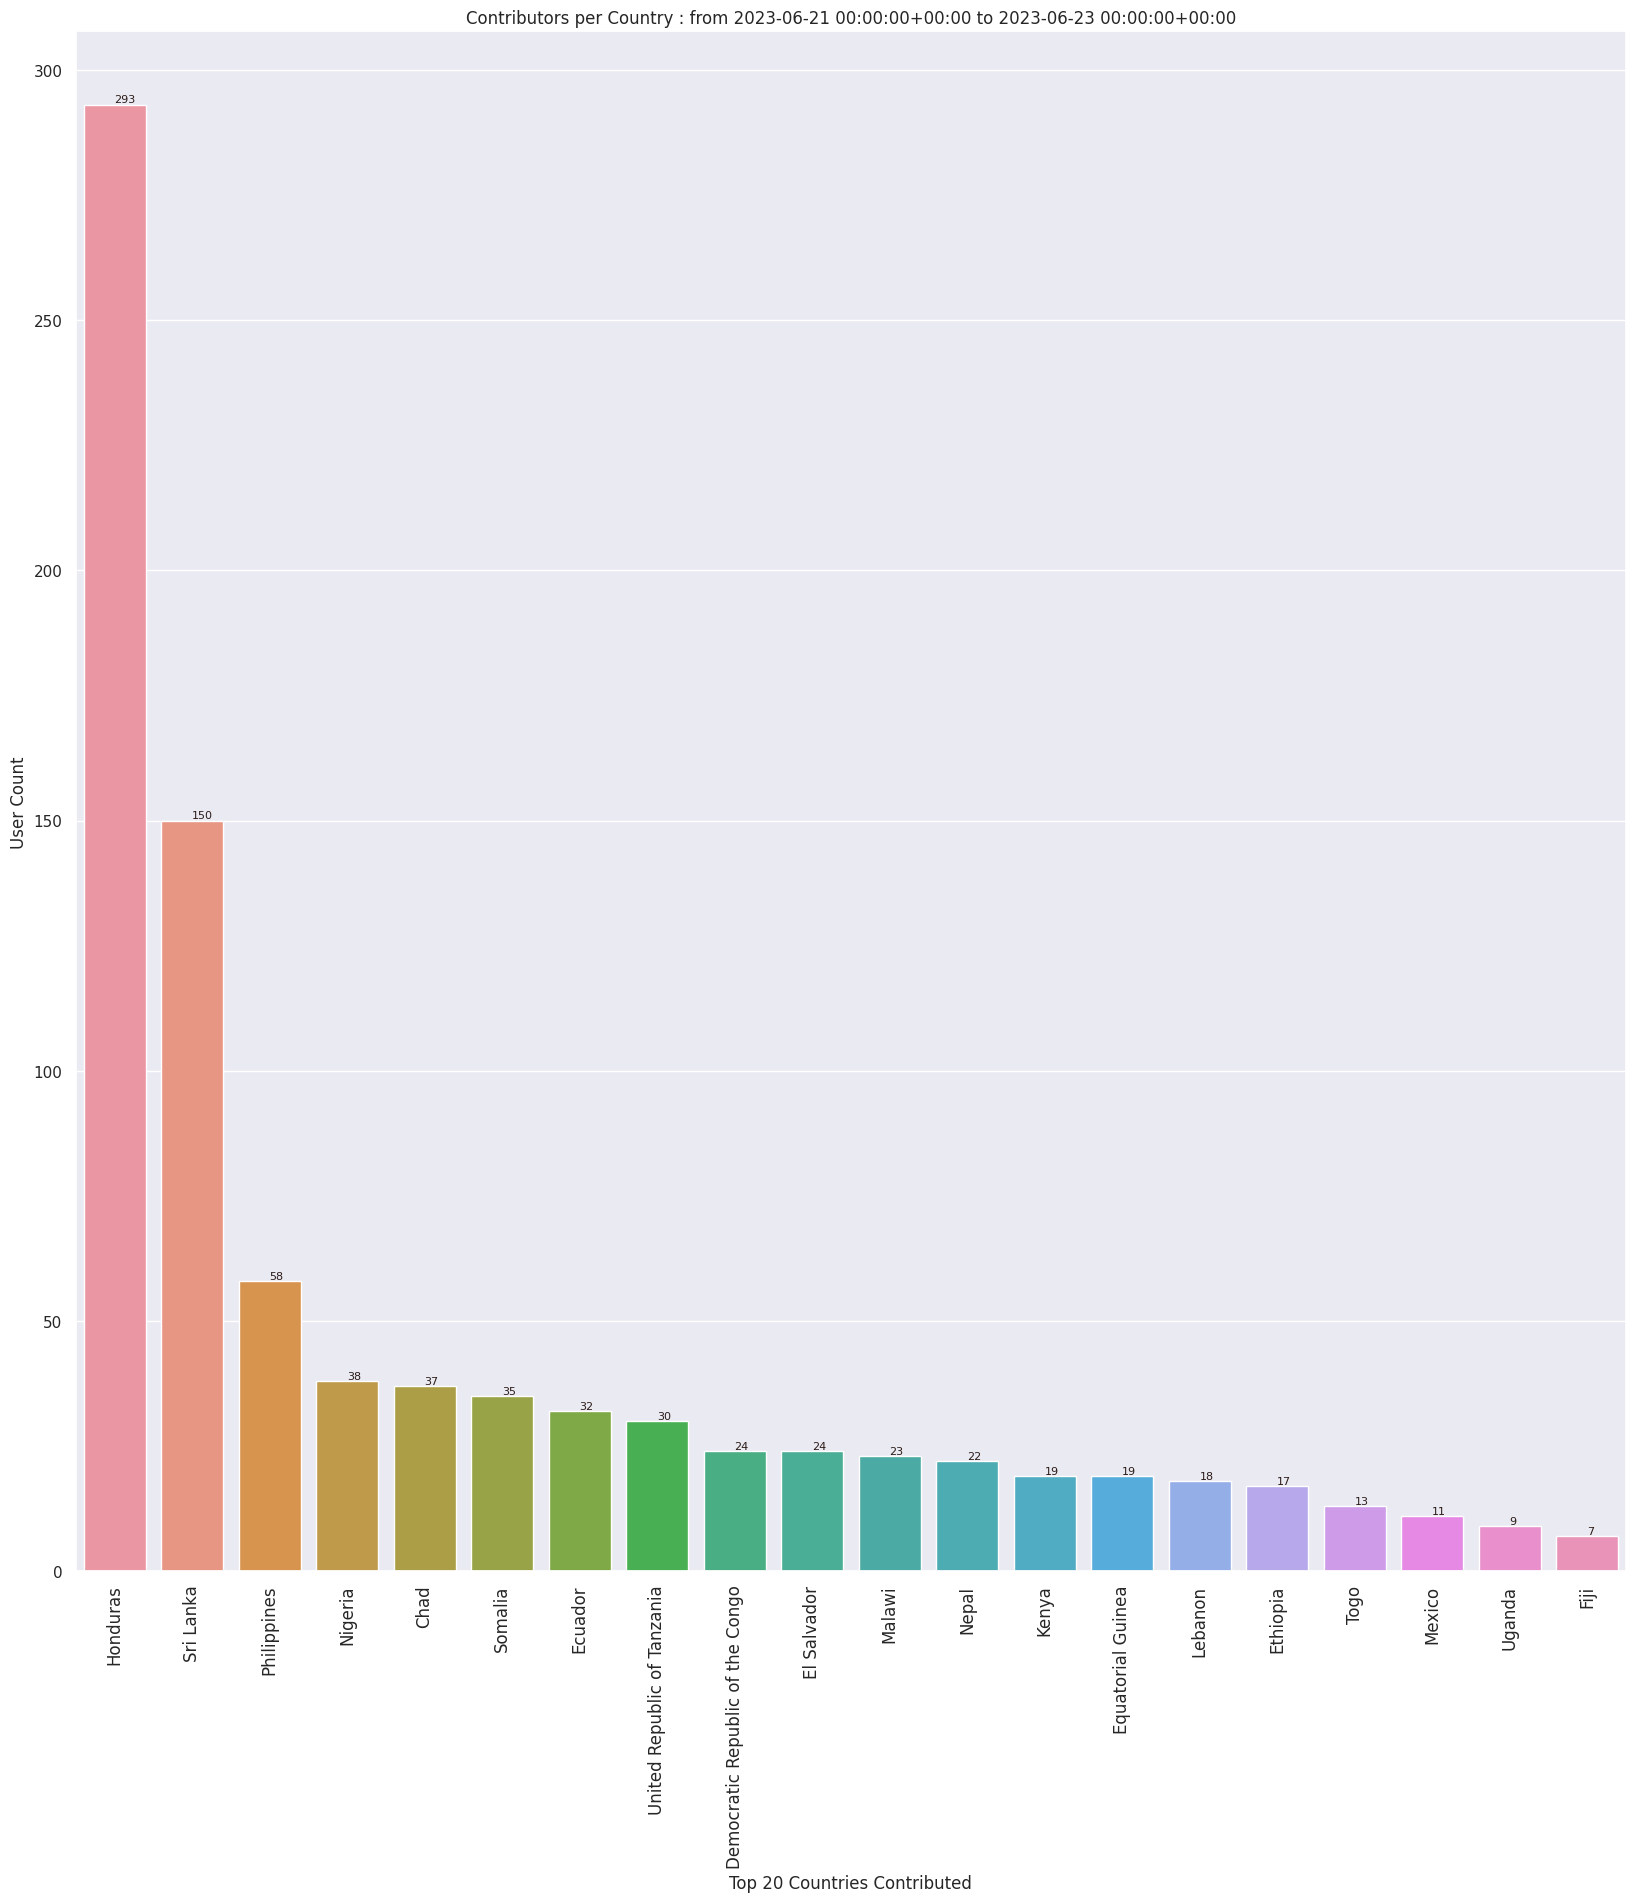 Contributors per Country : from 2023-06-21 00:00:00+00:00 to 2023-06-23 00:00:00+00:00
User Count
300
250
200
150
100
50
0
293
150
58
38
37
35
32
30
24
24
23
22
19
19
18
17
13
11
9
7
Honduras
Sri Lanka
Philippines
Nigeria
Chad
Somalia
Ecuador
United Republic of Tanzania
Democratic Republic of the Congo
El Salvador
Malawi
Nepal
Kenya
Equatorial Guinea
Lebanon
Ethiopia
Togo
Mexico
Uganda
Fiji
Top 20 Countries Contributed